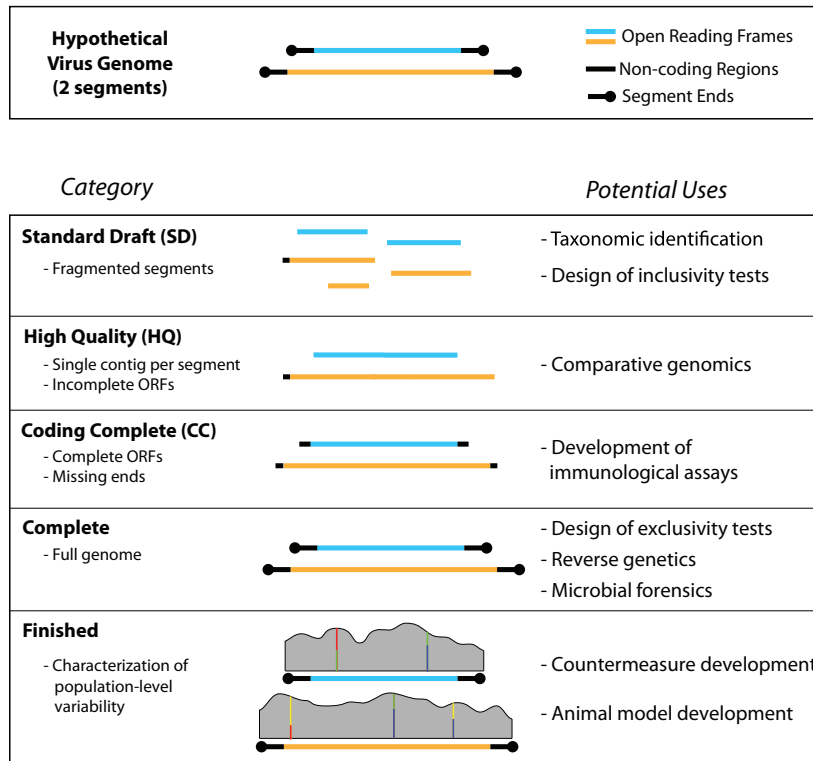 Hypothetical
Virus Genome
(2 segments)
Open Reading Frames
Non-coding Regions
Segment Ends
Category
Potential Uses
Standard Draft (SD)
- Fragmented segments
- Taxonomic identification
- Design of inclusivity tests
High Quality (HQ)
- Single contig per segment
- Incomplete ORFs
- Comparative genomics
Coding Complete (CC)
- Complete ORFs
- Missing ends
- Development of
immunological assays
Complete
- Full genome
- Design of exclusivity tests
- Reverse genetics
- Microbial forensics
Finished
- Characterization of
population-level
variability
- Countermeasure development
- Animal model development